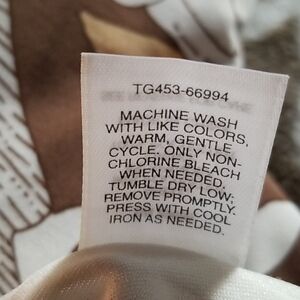 TG453-66994
MACHINE WASH
WITH LIKE COLORS,
WARM, GENTLE
CYCLE. ONLY NON-
CHLORINE BLEACH
WHEN NEEDED,
TUMBLE DRY LOW;
REMOVE PROMPTLY.
PRESS WITH COOL
IRON AS NEEDED.